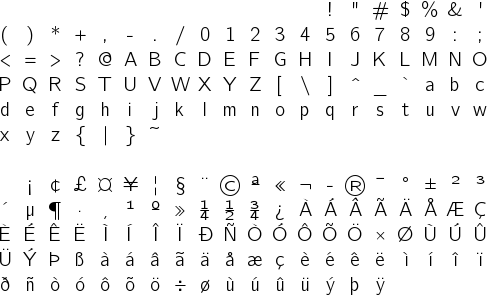 ! " # $ % & '
( ) * + , - . / 0 1 2 3 4 5 6 7 8 9 : ;
< = > ? @ A B C D E F G H I J K L M N O
P Q R S T U V W X Y Z [ \ ] ^ _ ` a b c
d e f g h i j k l m n o p q r s t u v w
x y z { | } ~
¡ ¢ £ ¤ ¥ ¦ § ¨ © ª « ¬ - ® ¯ ° ± ² ³
´ µ ¶ · ¸ ¹ º » ¼ ½ ¾ ¿ À Á Â Ã Ä Å Æ Ç
È É Ê Ë Ì Í Î Ï Ð Ñ Ò Ó Ô Õ Ö × Ø Ù Ú Û
Ü Ý Þ ß à á â ã ä å æ ç è é ê ë ì í î ï
ð ñ ò ó ô õ ö ÷ ø ù ú û ü ý þ ÿ